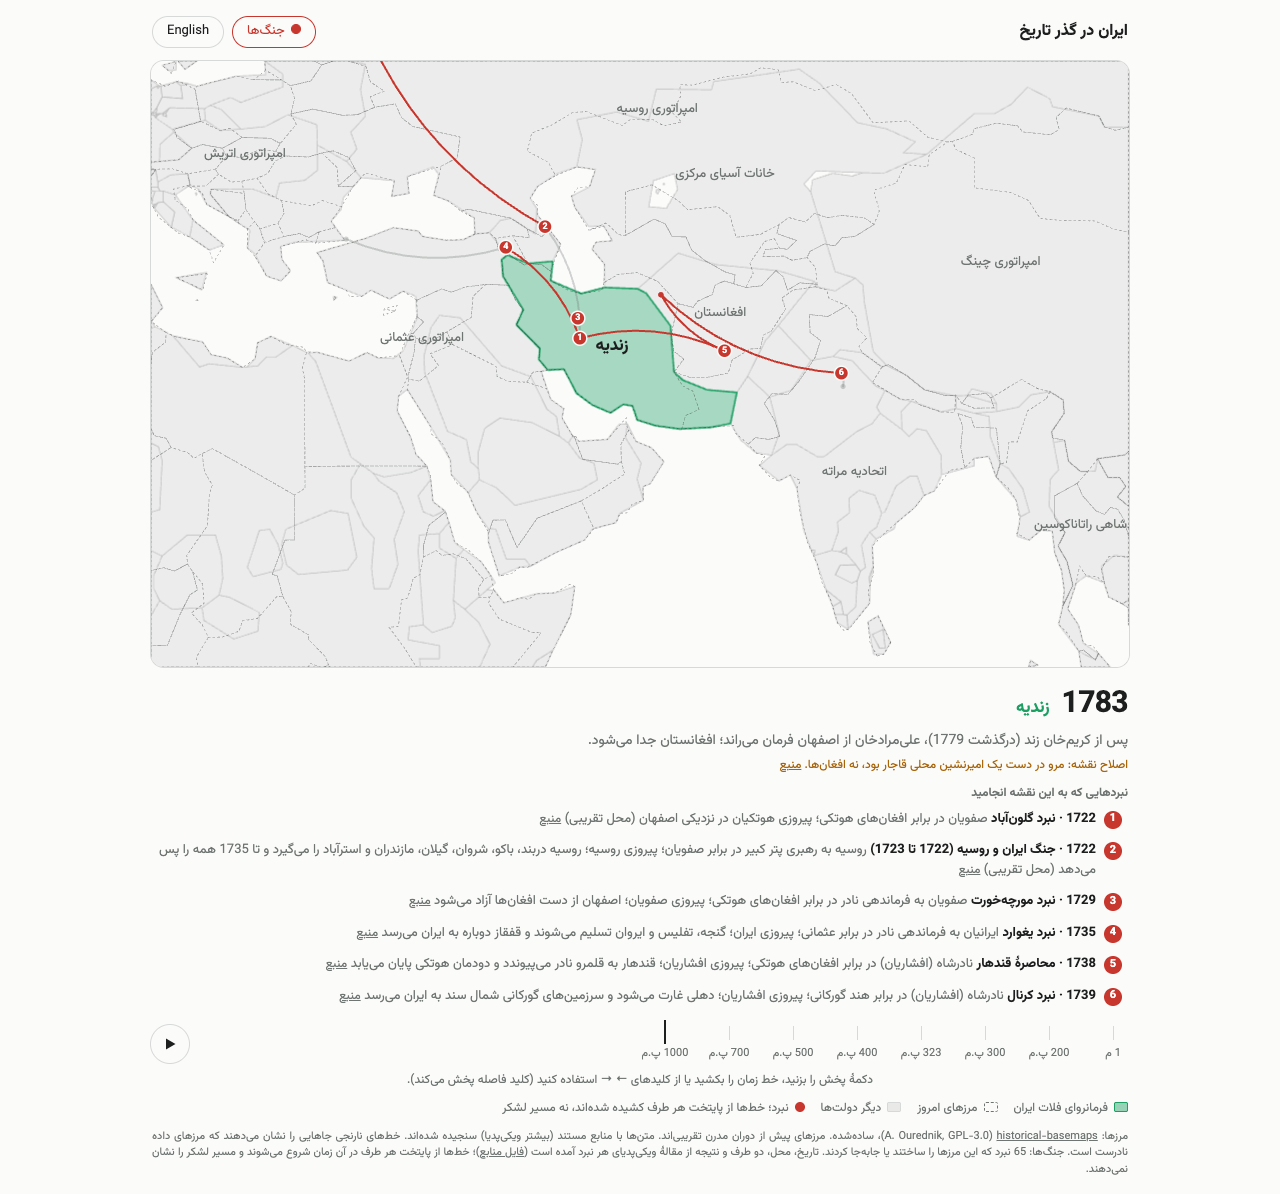 ایران در گذر تاریخ
جنگ‌ها
English
امپراتوری روسیه
امپراتوری اتریش
خانات آسیای مرکزی
امپراتوری چینگ
افغانستان
امپراتوری عثمانی
زندیه
اتحادیه مراته
شاهی راتاناکوسین
1
2
3
4
5
6
1783 زندیه
پس از کریم‌خان زند (درگذشت 1779)، علی‌مرادخان از اصفهان فرمان می‌راند؛ افغانستان جدا می‌شود.
اصلاح نقشه: مرو در دست یک امیرنشین محلی قاجار بود، نه افغان‌ها. منبع
نبردهایی که به این نقشه انجامید
1 1722 · نبرد گلون‌آباد صفویان در برابر افغان‌های هوتکی؛ پیروزی هوتکیان در نزدیکی اصفهان (محل تقریبی) منبع
2 1722 · جنگ ایران و روسیه (1722 تا 1723) روسیه به رهبری پتر کبیر در برابر صفویان؛ پیروزی روسیه؛ روسیه دربند، باکو، شروان، گیلان، مازندران و استرآباد را می‌گیرد و تا 1735 همه را پس
می‌دهد (محل تقریبی) منبع
3 1729 · نبرد مورچه‌خورت صفویان به فرماندهی نادر در برابر افغان‌های هوتکی؛ پیروزی صفویان؛ اصفهان از دست افغان‌ها آزاد می‌شود منبع
4 1735 · نبرد یغوارد ایرانیان به فرماندهی نادر در برابر عثمانی؛ پیروزی ایران؛ گنجه، تفلیس و ایروان تسلیم می‌شوند و قفقاز دوباره به ایران می‌رسد منبع
5 1738 · محاصرهٔ قندهار نادرشاه (افشاریان) در برابر افغان‌های هوتکی؛ پیروزی افشاریان؛ قندهار به قلمرو نادر می‌پیوندد و دودمان هوتکی پایان می‌یابد منبع
6 1739 · نبرد کرنال نادرشاه (افشاریان) در برابر هند گورکانی؛ پیروزی افشاریان؛ دهلی غارت می‌شود و سرزمین‌های گورکانی شمال سند به ایران می‌رسد منبع
1 م 200 پ.م 300 پ.م 323 پ.م 400 پ.م 500 پ.م 700 پ.م 1000 پ.م
دکمهٔ پخش را بزنید، خط زمان را بکشید یا از کلیدهای ← → استفاده کنید (کلید فاصله پخش می‌کند).
فرمانروای فلات ایران مرزهای امروز دیگر دولت‌ها نبرد؛ خط‌ها از پایتخت هر طرف کشیده شده‌اند، نه مسیر لشکر
مرزها: historical-basemaps (A. Ourednik, GPL-3.0)، ساده‌شده. مرزهای پیش از دوران مدرن تقریبی‌اند. متن‌ها با منابع مستند (بیشتر ویکی‌پدیا) سنجیده شده‌اند. خط‌های نارنجی جاهایی را نشان می‌دهند که مرزهای داده
نادرست است. جنگ‌ها: 65 نبرد که این مرزها را ساختند یا جابه‌جا کردند. تاریخ، محل، دو طرف و نتیجه از مقالهٔ ویکی‌پدیای هر نبرد آمده است (فایل منابع)؛ خط‌ها از پایتخت هر طرف در آن زمان شروع می‌شوند و مسیر لشکر را نشان
نمی‌دهند.